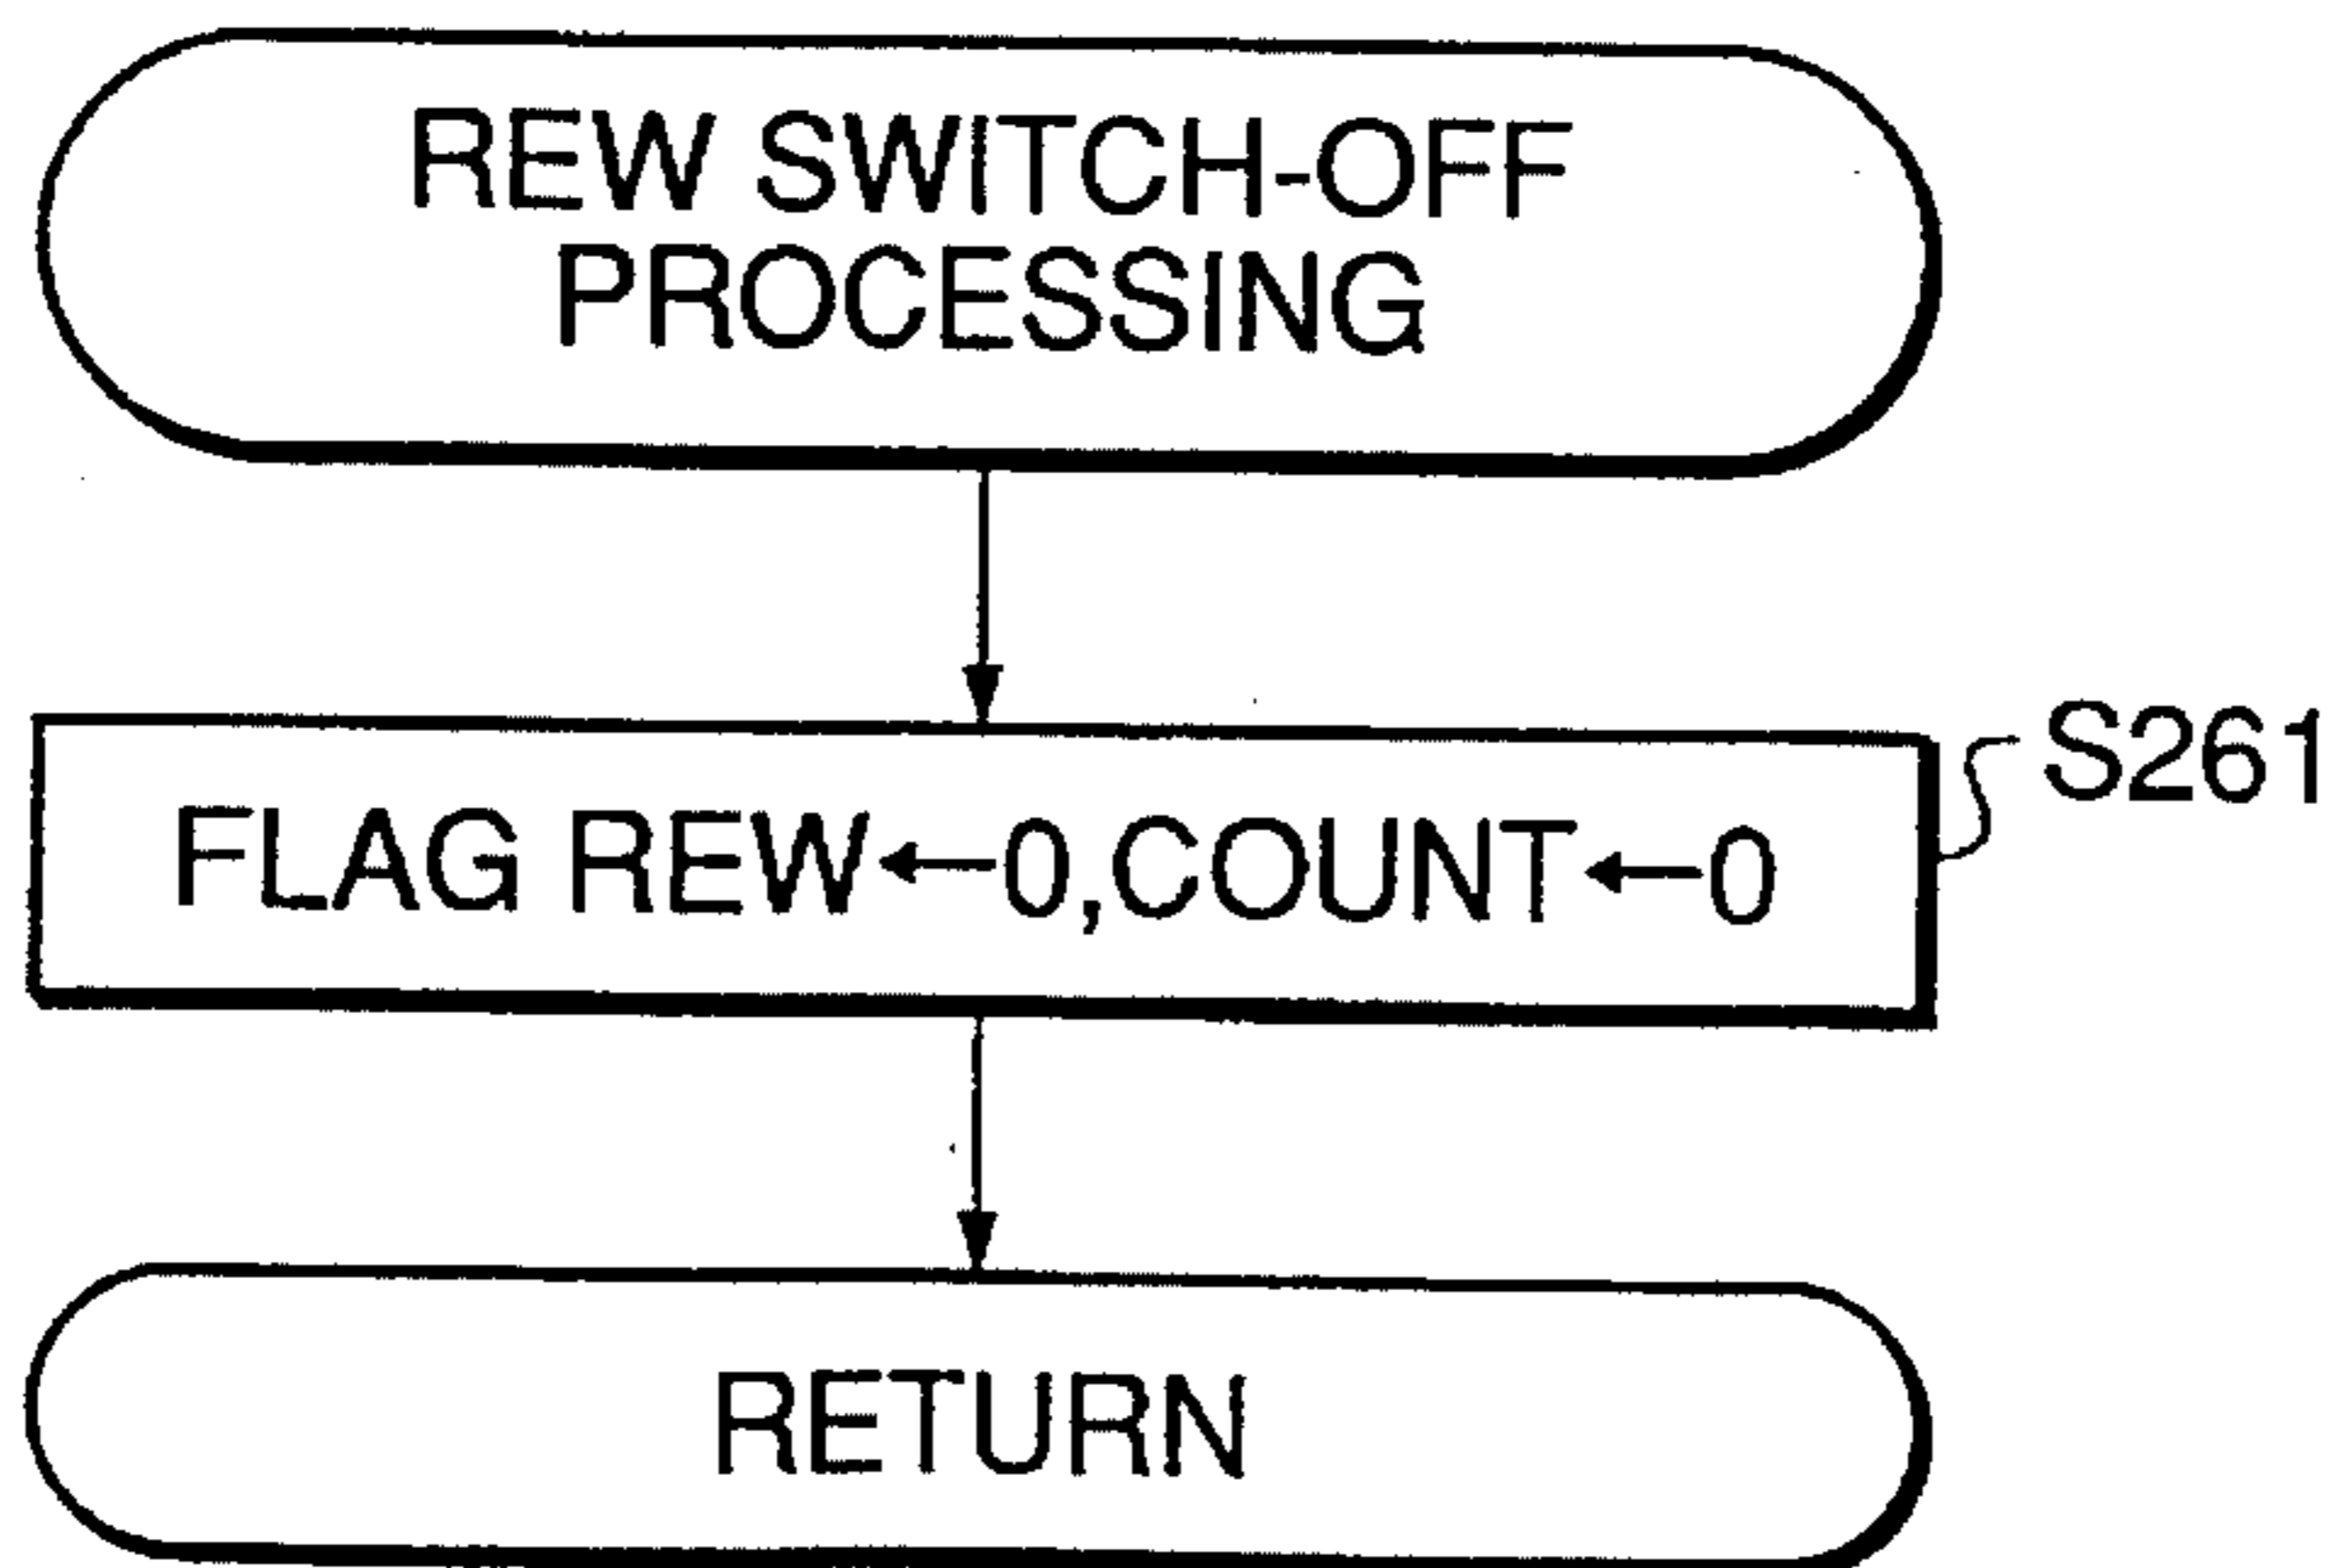 REW SWITCH-OFF
PROCESSING
S261
FLAG REW←0,COUNT←0
RETURN